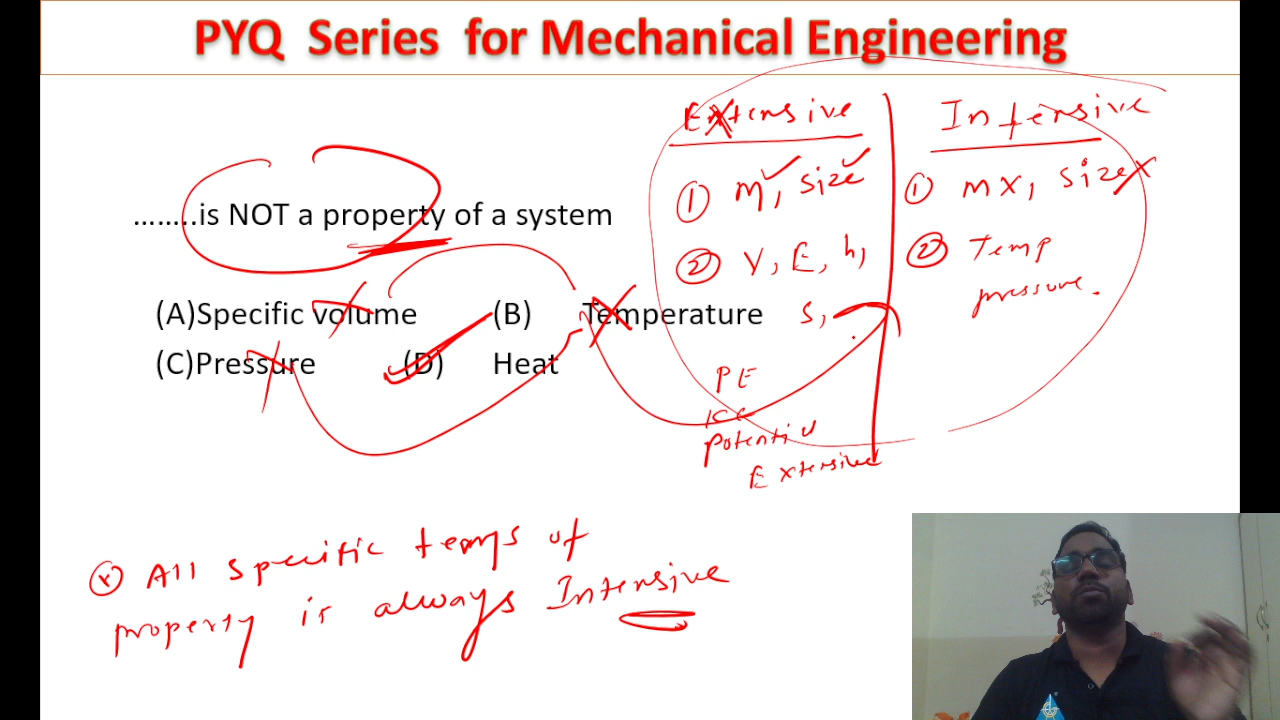 PYQ Series for Mechanical Engineering
Extensive
Intensive
① m, size
① m x, size
② V, E, h,
② Temp
pressure.
S,
........is NOT a property of a system
(A)Specific volume (B) Temperature
(C)Pressure (D) Heat
PE
KE
potential
Extensive
All specific terms of
property is always Intensive